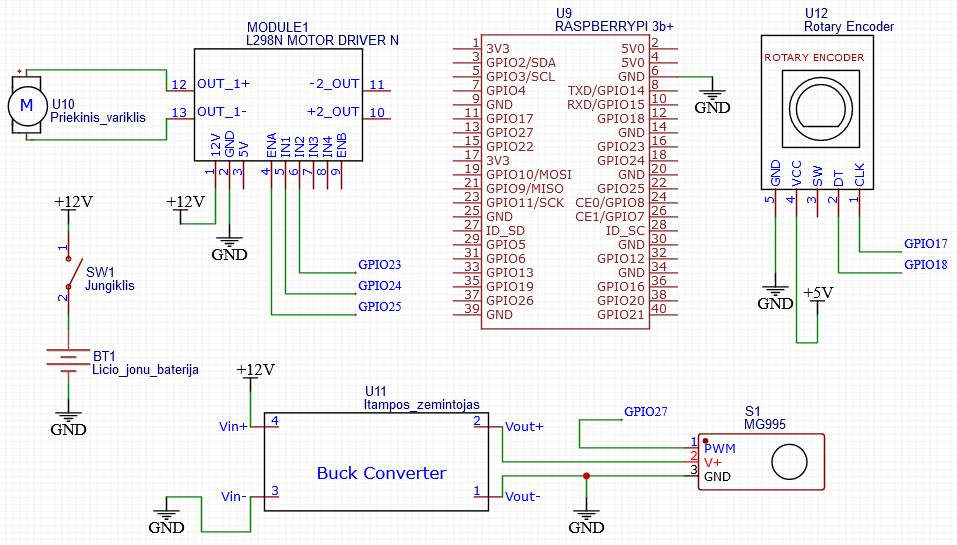 MODULE1
L298N MOTOR DRIVER N
12 OUT_1+
-2_OUT 11
13 OUT_1-
+2_OUT 10
12V
GND
5V
ENA
IN1
IN2
IN3
IN4
ENB
1
2
3
4
5
6
7
8
9
M
U10
Priekinis_variklis
+12V
GND
GPIO23
GPIO24
GPIO25
+12V
1
SW1
Jungiklis
2
BT1
Licio_jonu_baterija
GND
U9
RASPBERRYPI 3b+
1 3V3 5V0 2
3 GPIO2/SDA 5V0 4
5 GPIO3/SCL GND 6
7 GPIO4 TXD/GPIO14 8
9 GND RXD/GPIO15 10
11 GPIO17 GPIO18 12
13 GPIO27 GND 14
15 GPIO22 GPIO23 16
17 3V3 GPIO24 18
19 GPIO10/MOSI GND 20
21 GPIO9/MISO GPIO25 22
23 GPIO11/SCK CE0/GPIO8 24
25 GND CE1/GPIO7 26
27 ID_SD ID_SC 28
29 GPIO5 GND 30
31 GPIO6 GPIO12 32
33 GPIO13 GND 34
35 GPIO19 GPIO16 36
37 GPIO26 GPIO20 38
39 GND GPIO21 40
GND
U12
Rotary Encoder
ROTARY ENCODER
GND
VCC
SW
DT
CLK
5
4
3
2
1
GPIO17
GPIO18
GND
+5V
+12V
U11
Itampos_zemintojas
Vin+ 4
2 Vout+
Buck Converter
Vin- 3
1 Vout-
GND
GND
GPIO27
S1
MG995
1 PWM
2 V+
3 GND